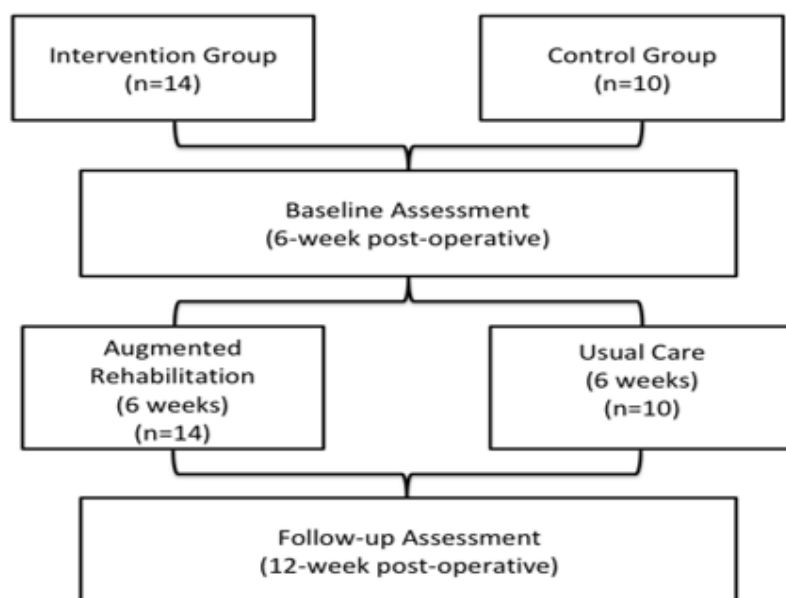 Intervention Group
(n=14)
Control Group
(n=10)
Baseline Assessment
(6-week post-operative)
Augmented
Rehabilitation
(6 weeks)
(n=14)
Usual Care
(6 weeks)
(n=10)
Follow-up Assessment
(12-week post-operative)